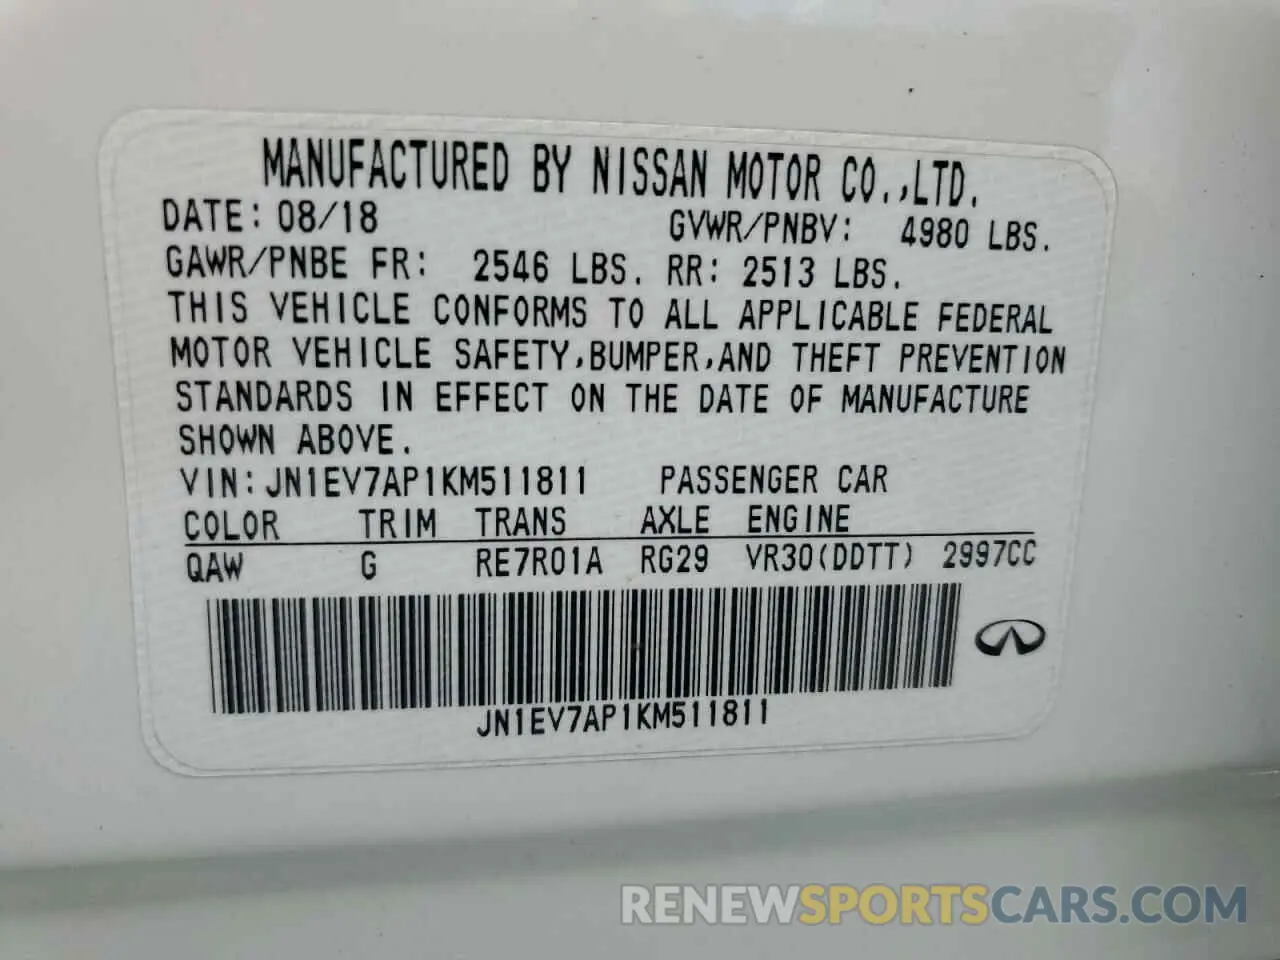 MANUFACTURED BY NISSAN MOTOR CO.,LTD.
DATE: 08/18 GVWR/PNBV: 4980 LBS.
GAWR/PNBE FR: 2546 LBS. RR: 2513 LBS.
THIS VEHICLE CONFORMS TO ALL APPLICABLE FEDERAL
MOTOR VEHICLE SAFETY,BUMPER,AND THEFT PREVENTION
STANDARDS IN EFFECT ON THE DATE OF MANUFACTURE
SHOWN ABOVE.
VIN:JN1EV7AP1KM511811 PASSENGER CAR
COLOR TRIM TRANS AXLE ENGINE
QAW G RE7R01A RG29 VR30(DDTT) 2997CC
JN1EV7AP1KM511811
RENEWSPORTSCARS.COM